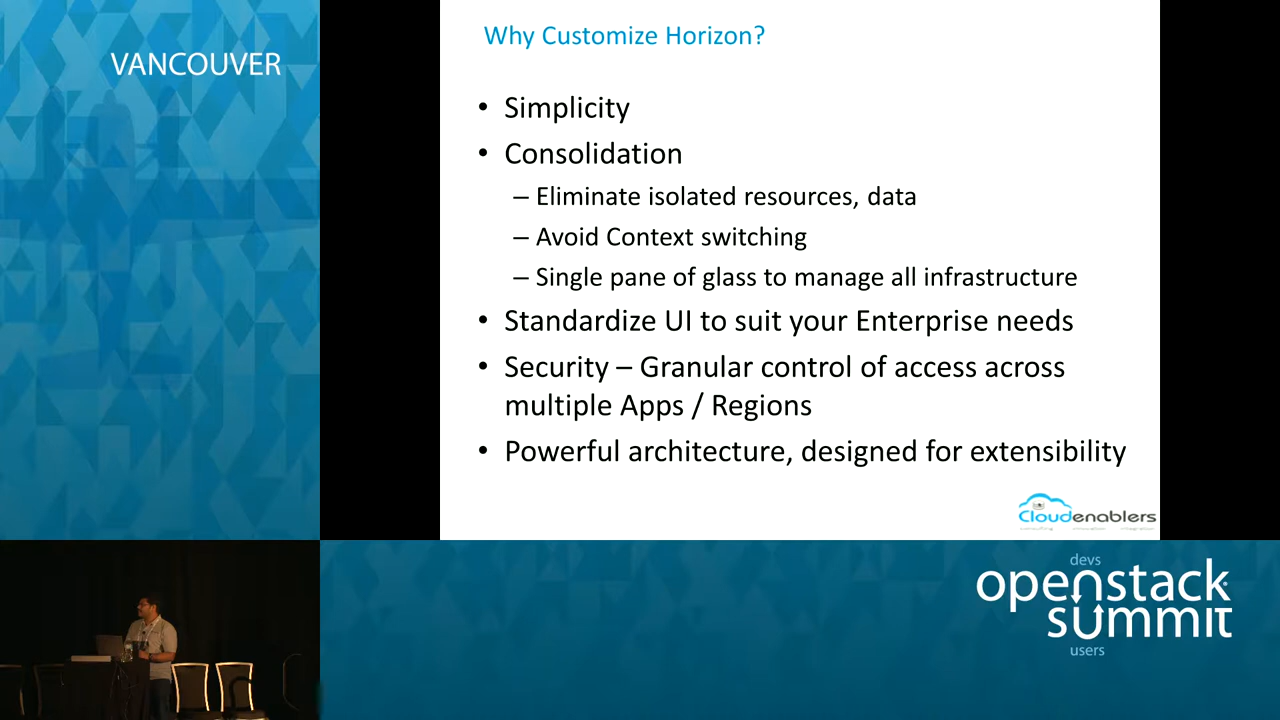 VANCOUVER
Why Customize Horizon?
• Simplicity
• Consolidation
– Eliminate isolated resources, data
– Avoid Context switching
– Single pane of glass to manage all infrastructure
• Standardize UI to suit your Enterprise needs
• Security – Granular control of access across
multiple Apps / Regions
• Powerful architecture, designed for extensibility
Cloudenablers
devs
openstack
summit
users